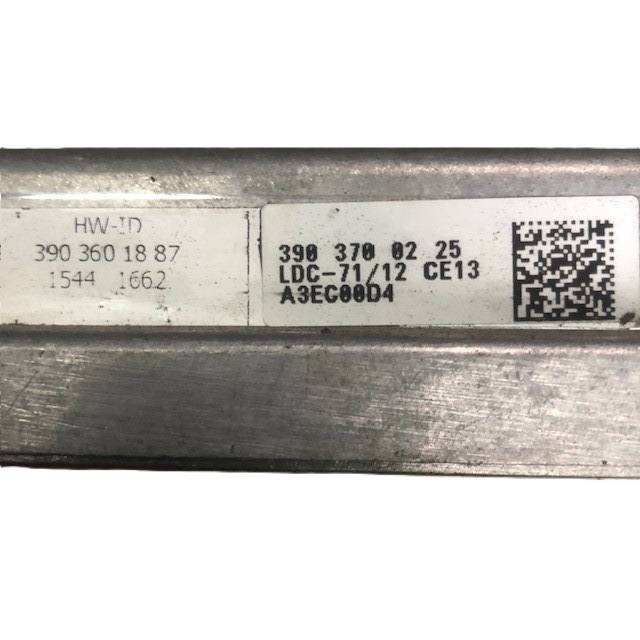 HW-ID
390 360 18 87
1544 1662
390 370 02 25
LDC-71/12 CE13
A3EC00D4